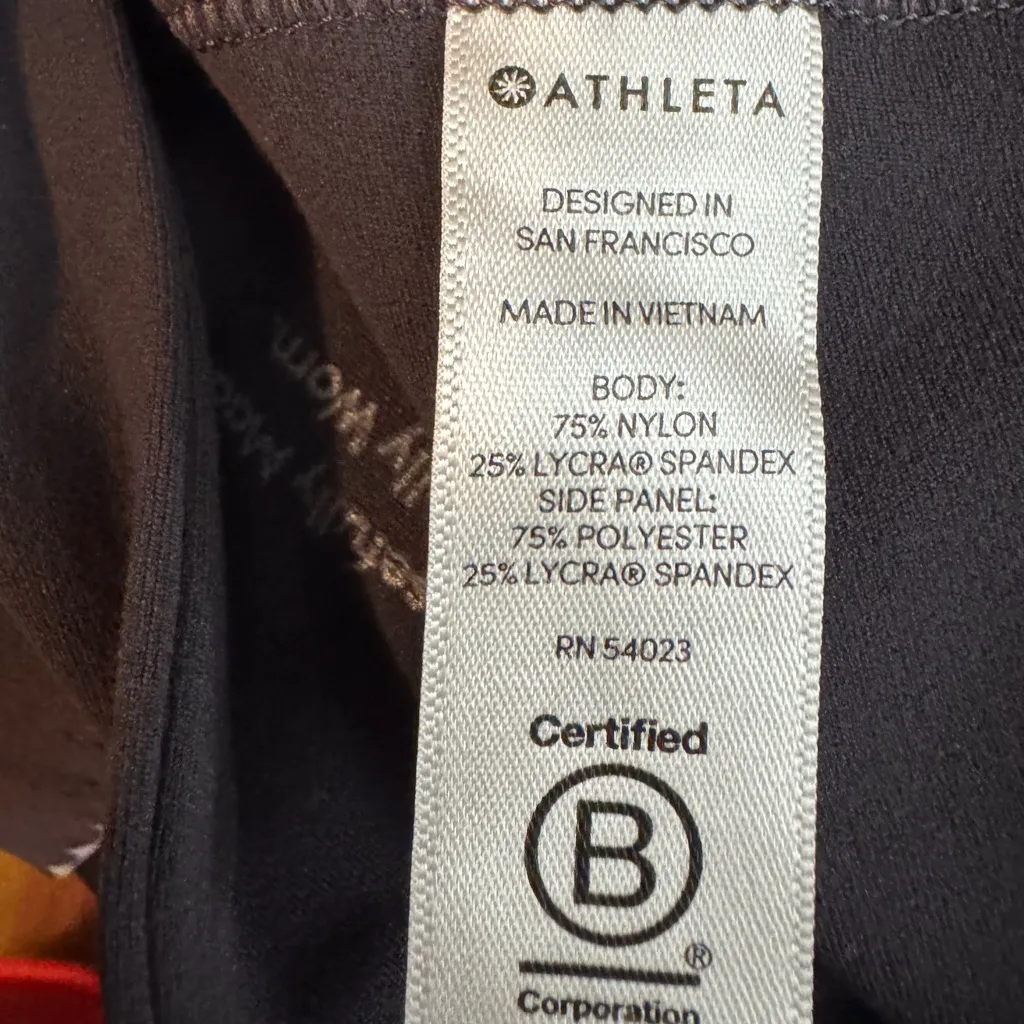 ATHLETA
DESIGNED IN
SAN FRANCISCO
MADE IN VIETNAM
BODY:
75% NYLON
25% LYCRA® SPANDEX
SIDE PANEL:
75% POLYESTER
25% LYCRA® SPANDEX
RN 54023
Certified
B
®
Corporation